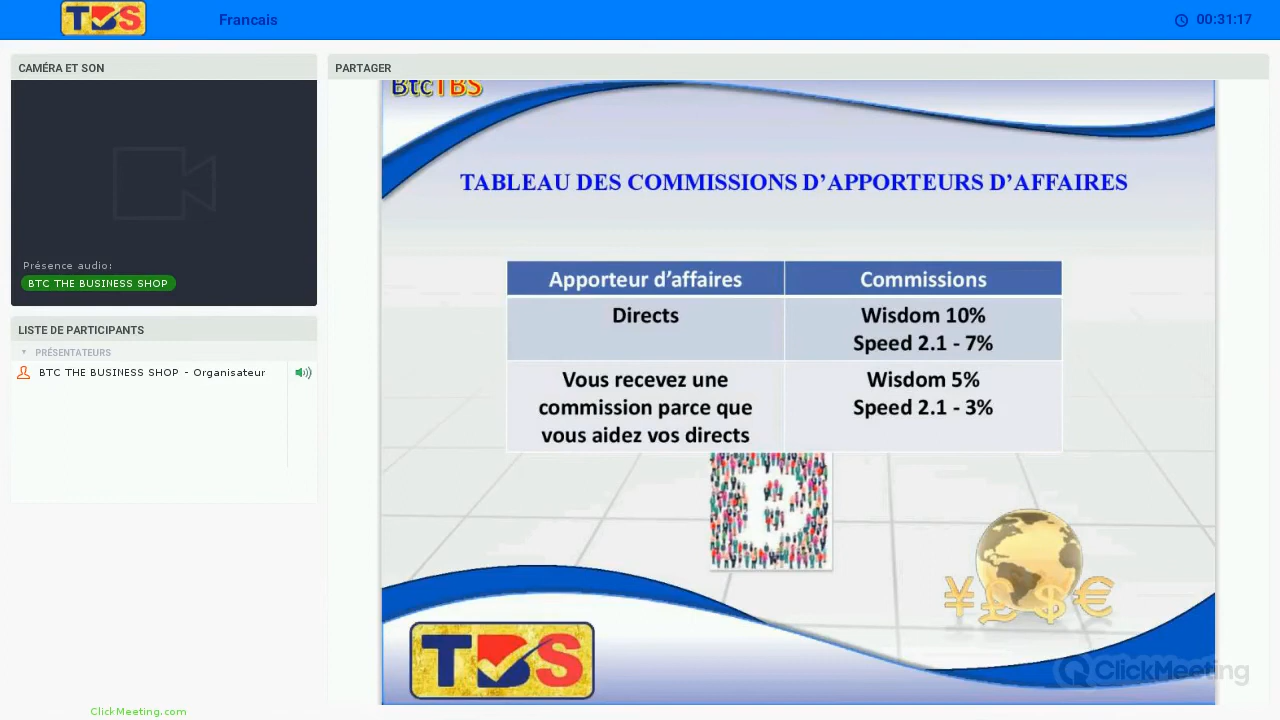 TBS
Francais
00:31:17
CAMÉRA ET SON
PARTAGER
BtcTBS
Présence audio:
BTC THE BUSINESS SHOP
LISTE DE PARTICIPANTS
PRÉSENTATEURS
BTC THE BUSINESS SHOP - Organisateur
TABLEAU DES COMMISSIONS D’APPORTEURS D’AFFAIRES
Apporteur d’affaires
Commissions
Directs
Wisdom 10%
Speed 2.1 - 7%
Vous recevez une
commission parce que
vous aidez vos directs
Wisdom 5%
Speed 2.1 - 3%
B
¥ £ $ €
TBS
ClickMeeting
ClickMeeting.com